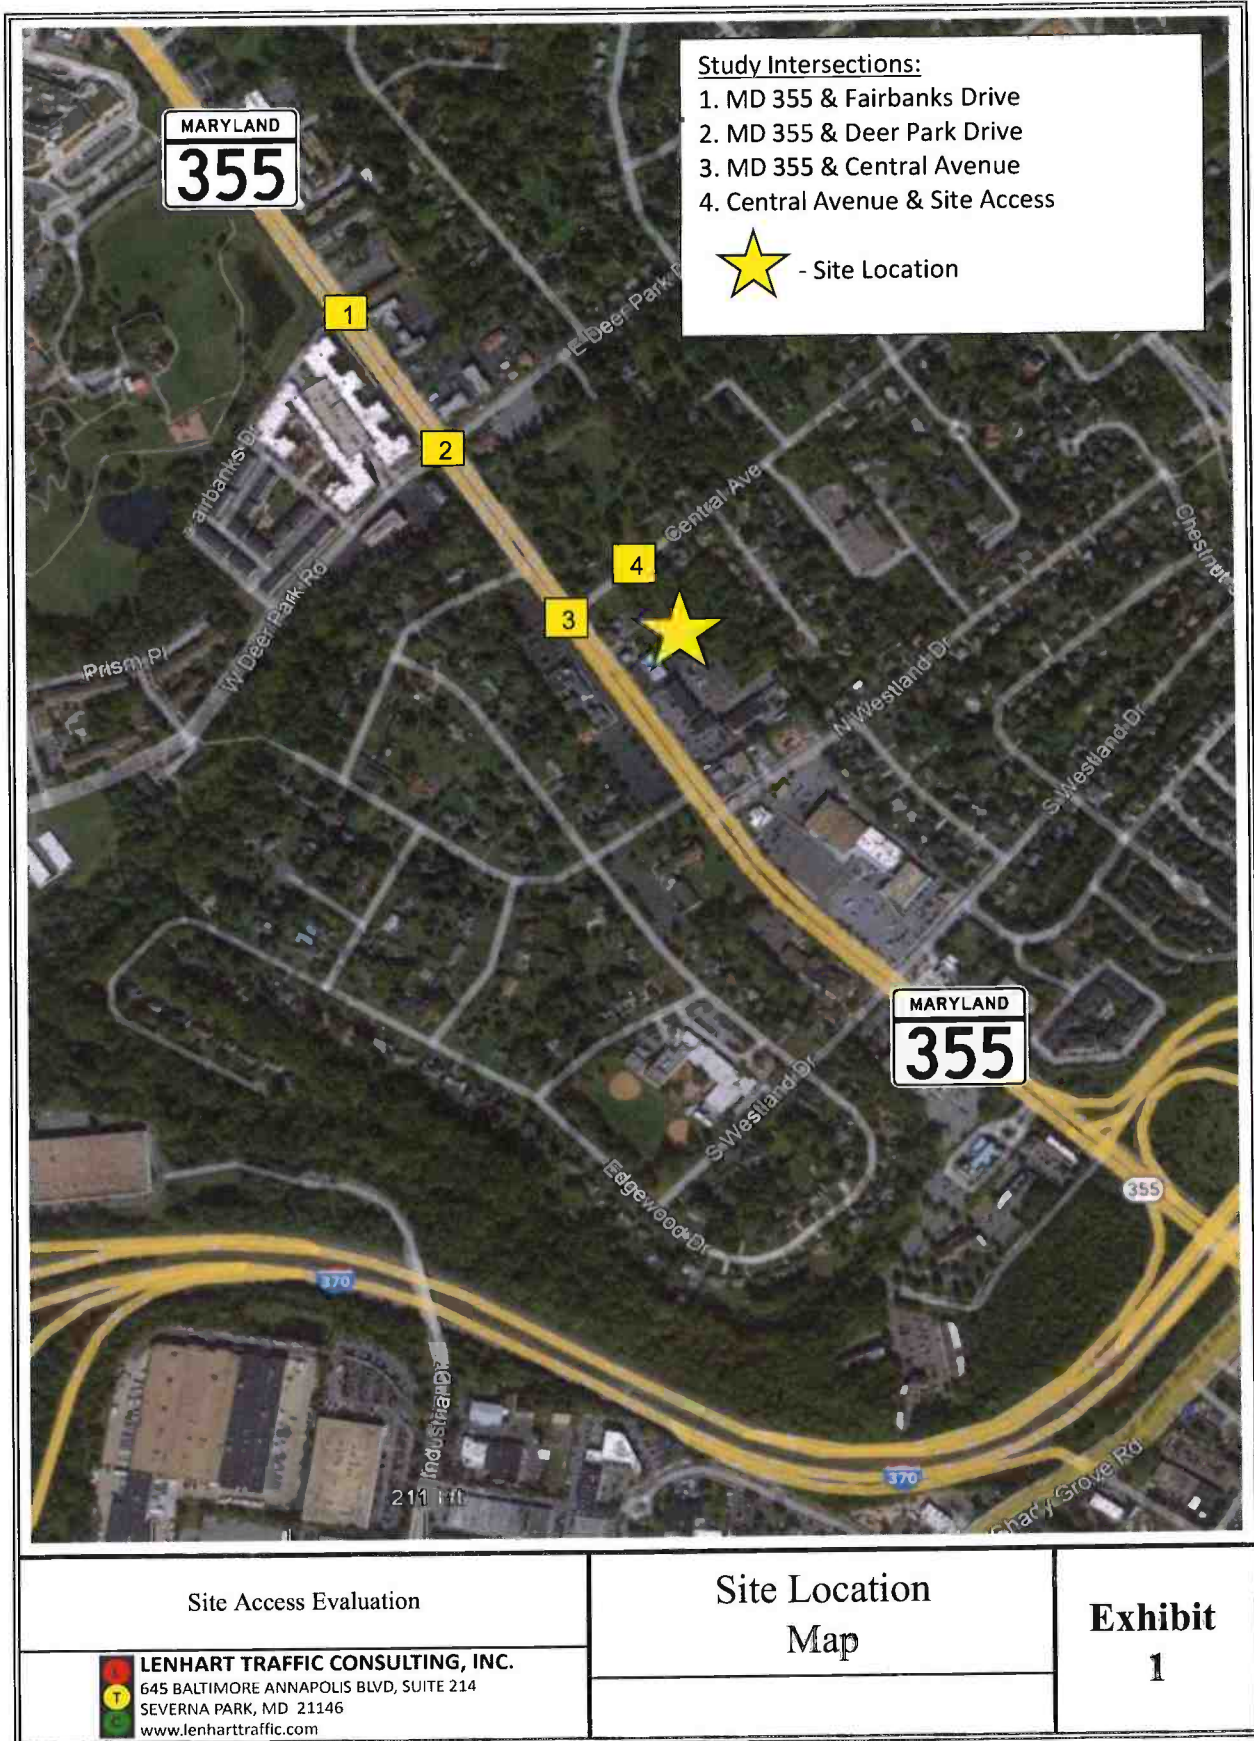 Study Intersections:
1. MD 355 & Fairbanks Drive
2. MD 355 & Deer Park Drive
3. MD 355 & Central Avenue
4. Central Avenue & Site Access
- Site Location
MARYLAND
355
1
E Deer Park
2
Central Ave
Chestnut
4
3
W Deer Park Rd
Prism Pl
N Westland Dr
S Westland Dr
MARYLAND
355
S Westland Dr
Edgewood Dr
355
370
Industrial Dr
370
Shady Grove Rd
211
Site Access Evaluation
Site Location
Map
Exhibit
1
L
T
C
LENHART TRAFFIC CONSULTING, INC.
645 BALTIMORE ANNAPOLIS BLVD, SUITE 214
SEVERNA PARK, MD 21146
www.lenharttraffic.com